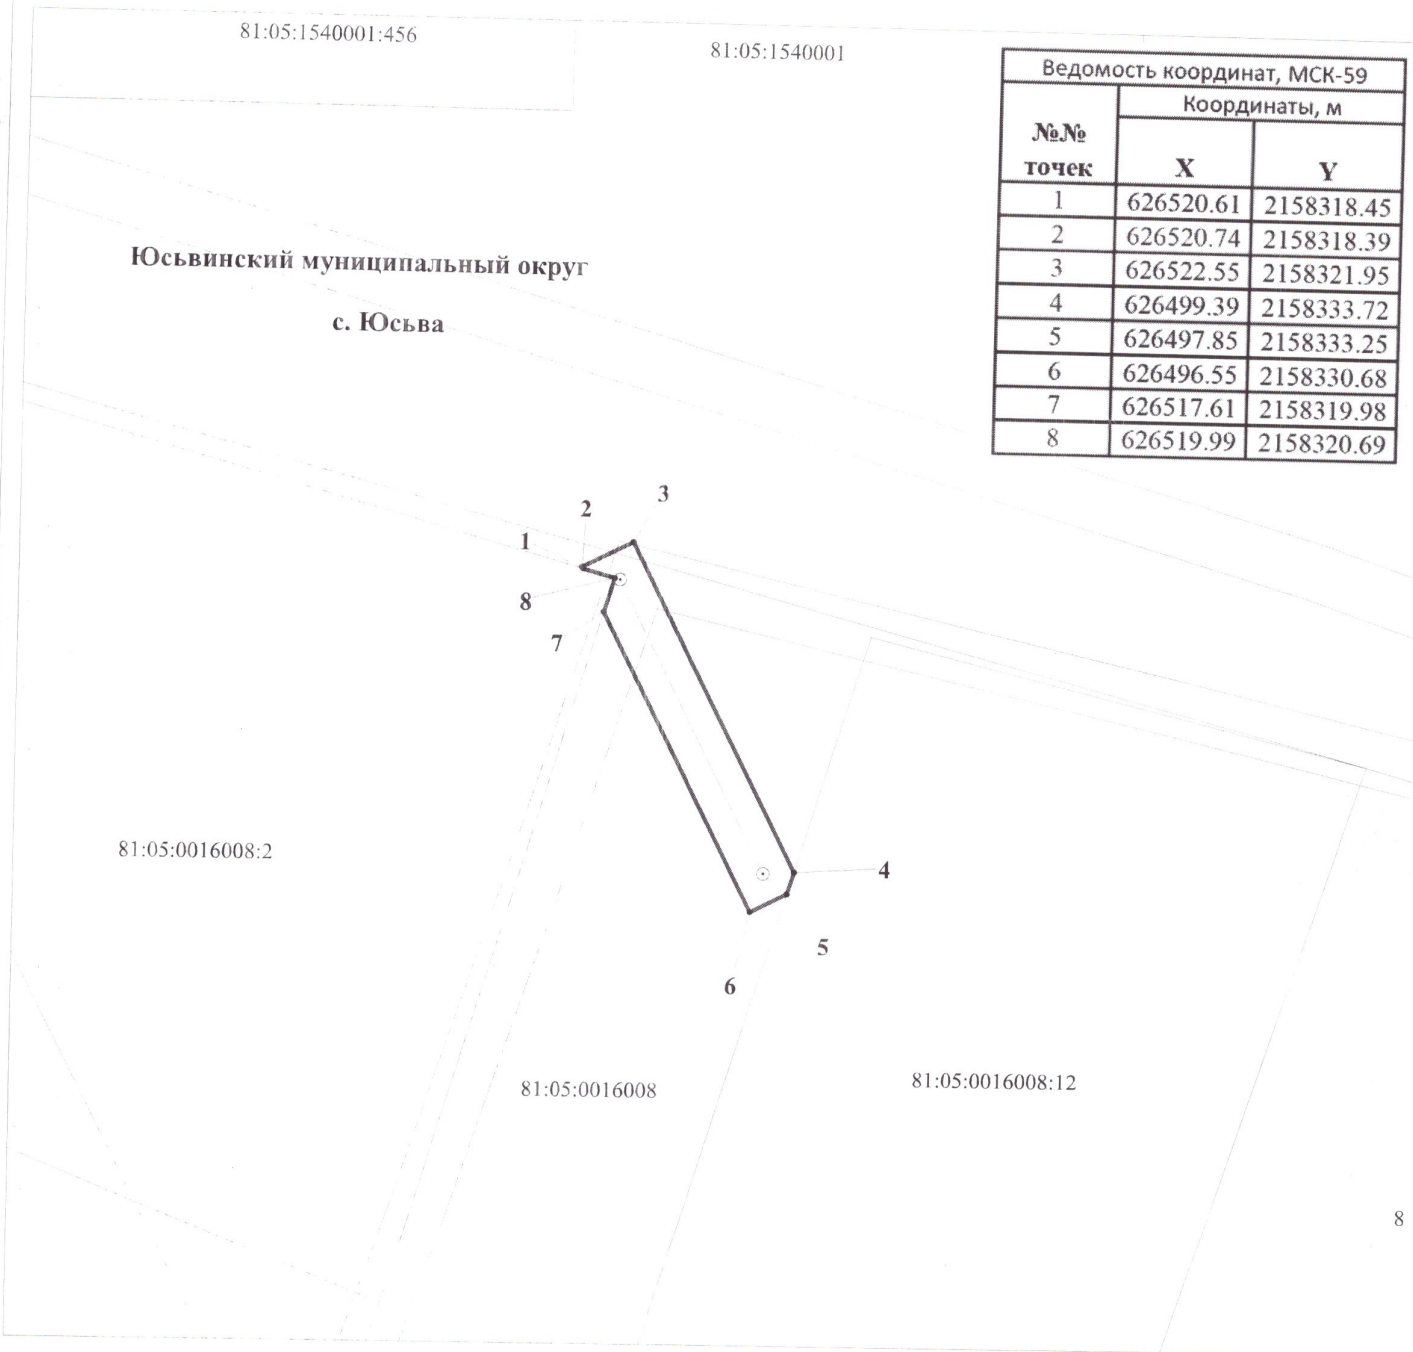 81:05:1540001:456
81:05:1540001
Ведомость координат, МСК-59
Координаты, м
№№ точек X Y
1 626520.61 2158318.45
2 626520.74 2158318.39
3 626522.55 2158321.95
4 626499.39 2158333.72
5 626497.85 2158333.25
6 626496.55 2158330.68
7 626517.61 2158319.98
8 626519.99 2158320.69
Юсьвинский муниципальный округ
с. Юсьва
3
2
1
8
7
4
5
6
81:05:0016008:2
81:05:0016008
81:05:0016008:12
8